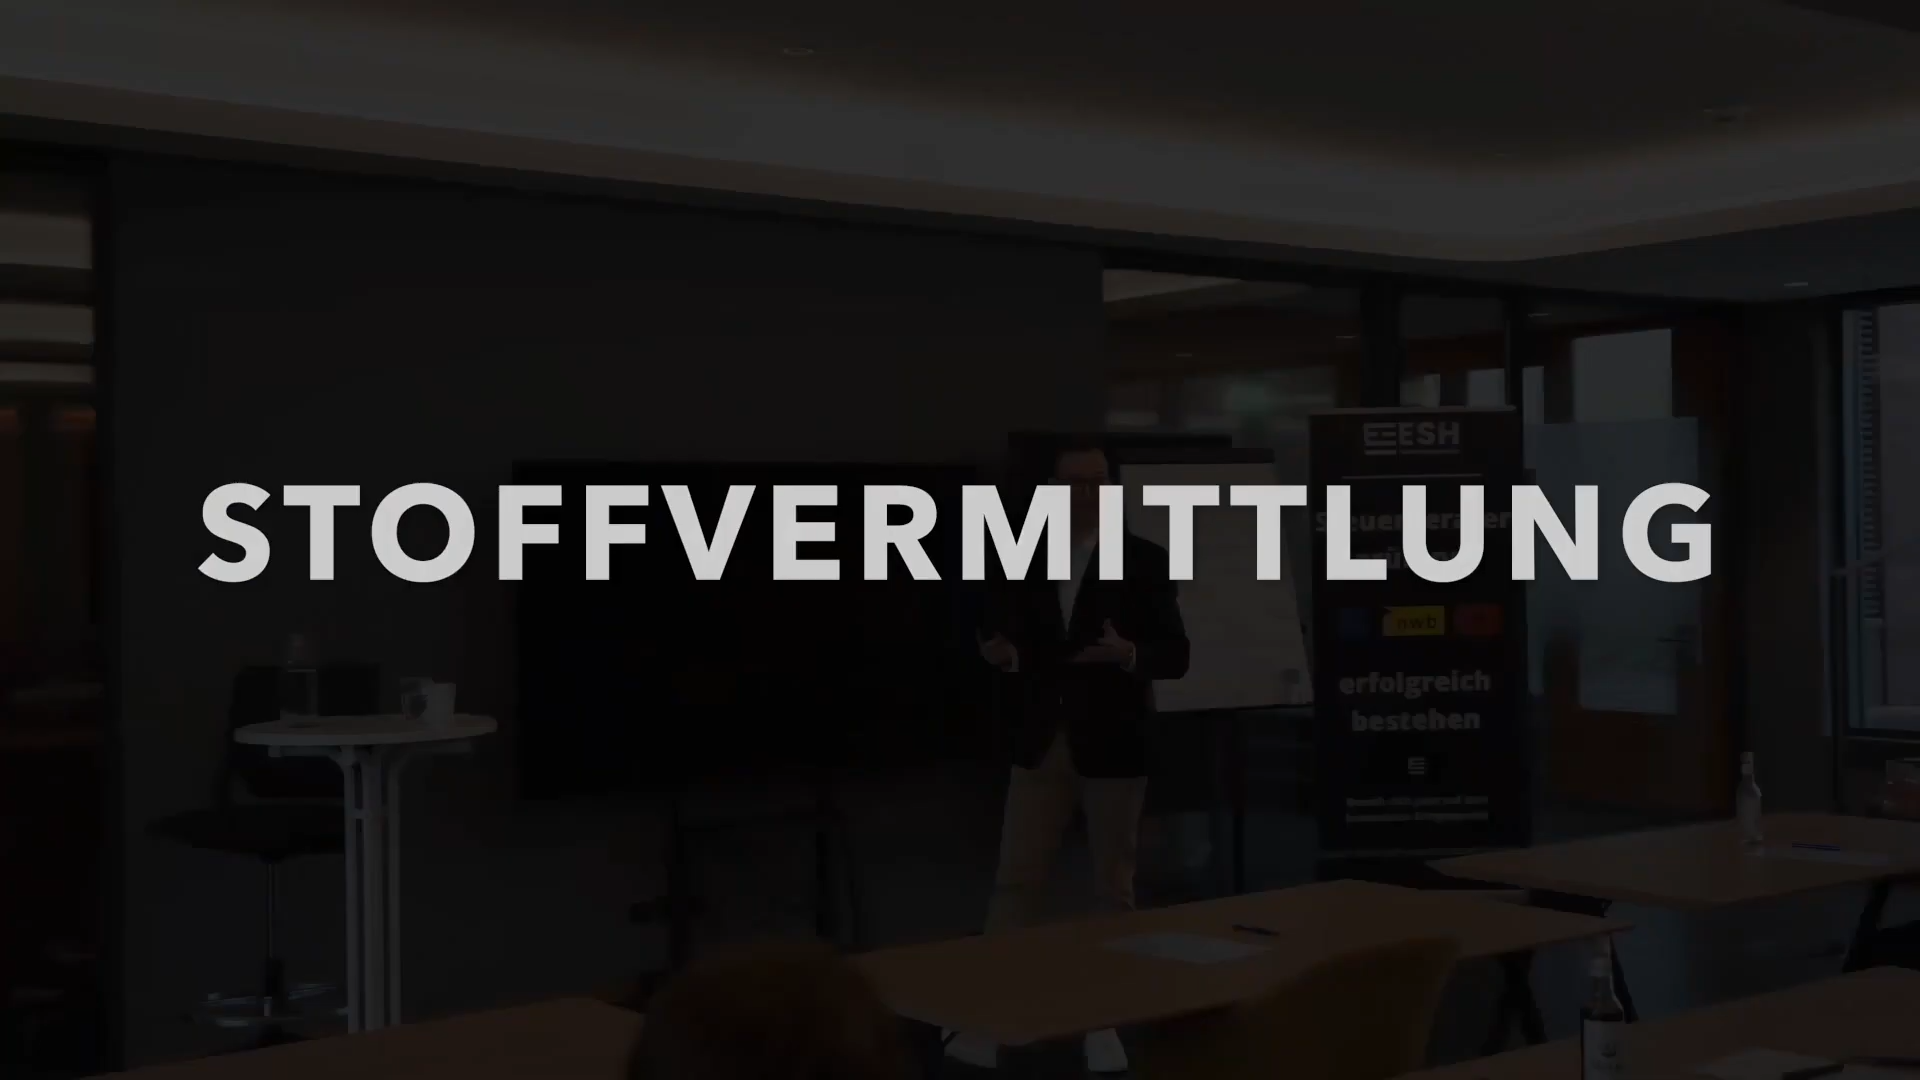 ESH
STOFFVERMITTLUNG
nwb
erfolgreich
bestehen